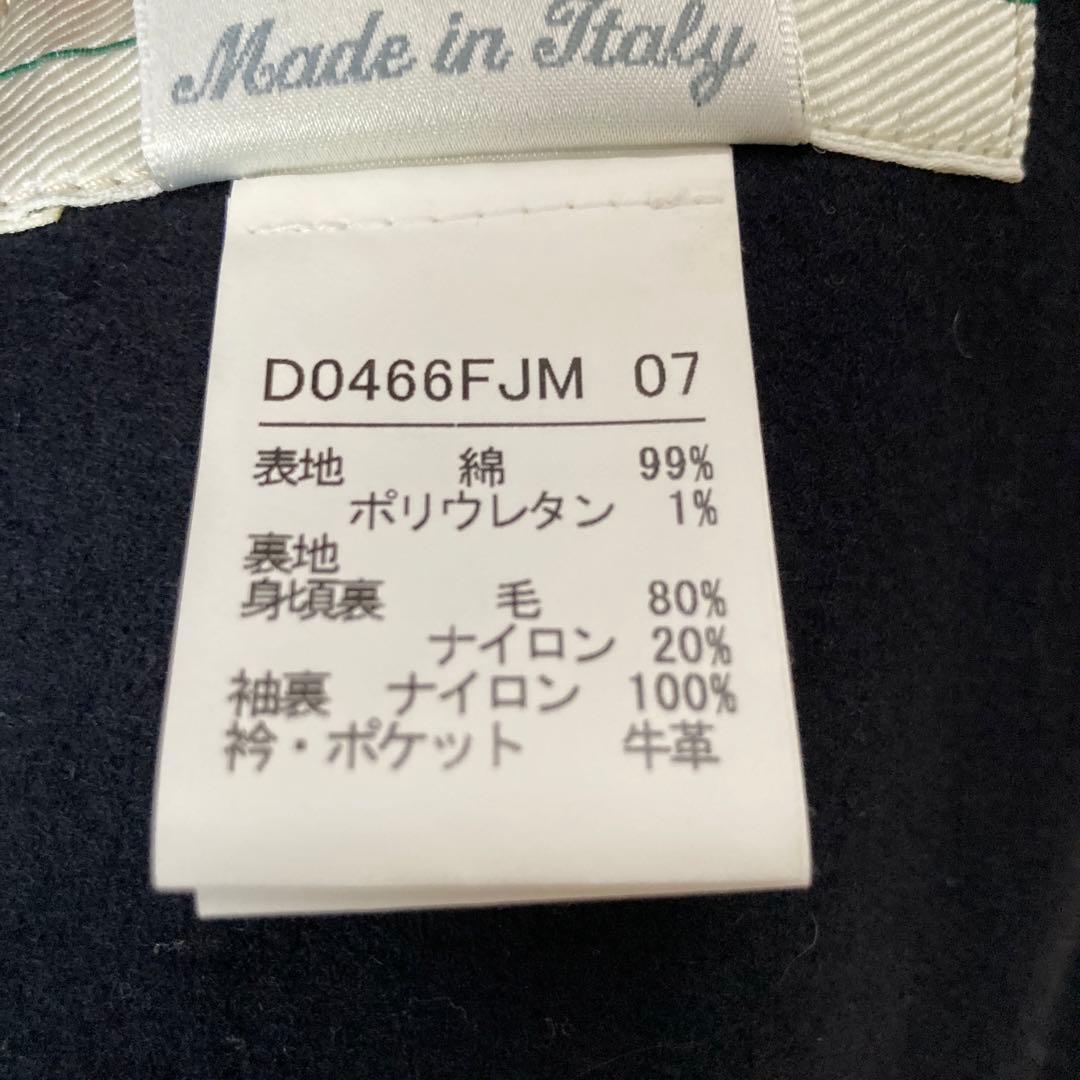 Made in Italy
D0466FJM 07
表地 綿 99%
ポリウレタン 1%
裏地
身頃裏 毛 80%
ナイロン 20%
袖裏 ナイロン 100%
衿・ポケット 牛革